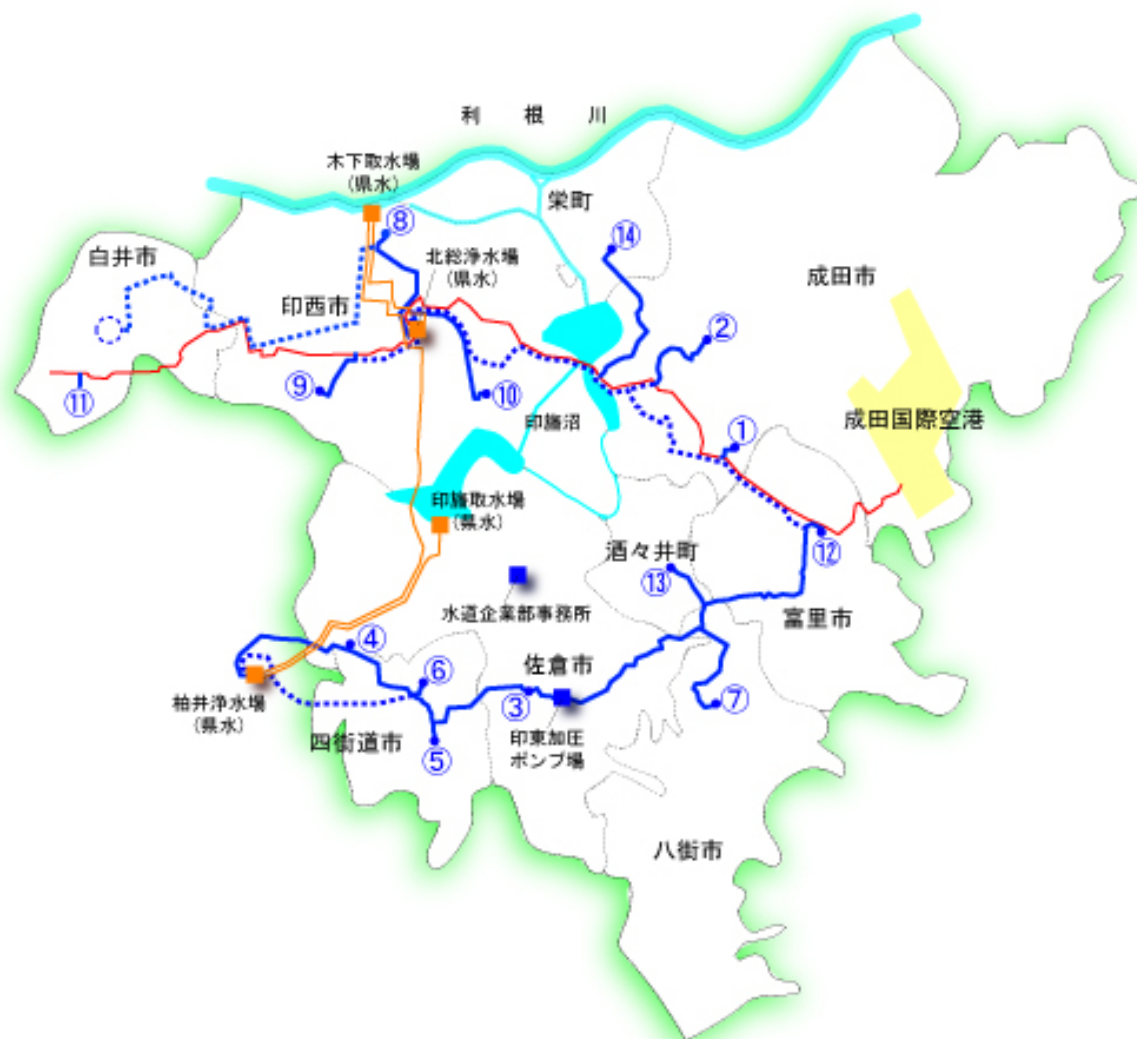 利 根 川
木下取水場
(県水)
栄町
⑧
⑭
北総浄水場
(県水)
白井市
成田市
印西市
②
⑨
⑩
⑪
成田国際空港
印旛沼
①
印旛取水場
(県水)
⑫
酒々井町
⑬
水道企業部事務所
富里市
④
⑥
佐倉市
柏井浄水場
(県水)
③
⑦
四街道市
印東加圧
ポンプ場
⑤
八街市